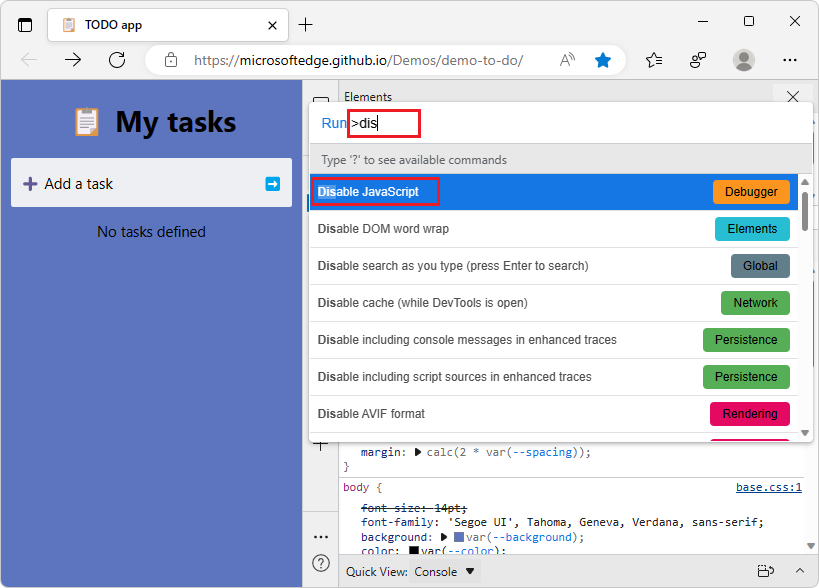 TODO app
https://microsoftedge.github.io/Demos/demo-to-do/
My tasks
Add a task
No tasks defined
Elements
Run >dis
Type '?' to see available commands
Disable JavaScript Debugger
Disable DOM word wrap Elements
Disable search as you type (press Enter to search) Global
Disable cache (while DevTools is open) Network
Disable including console messages in enhanced traces Persistence
Disable including script sources in enhanced traces Persistence
Disable AVIF format Rendering
margin: calc(2 * var(--spacing));
}
body { base.css:1
font-size: 14pt;
font-family: 'Segoe UI', Tahoma, Geneva, Verdana, sans-serif;
background: var(--background);
color: var(--color);
Quick View: Console